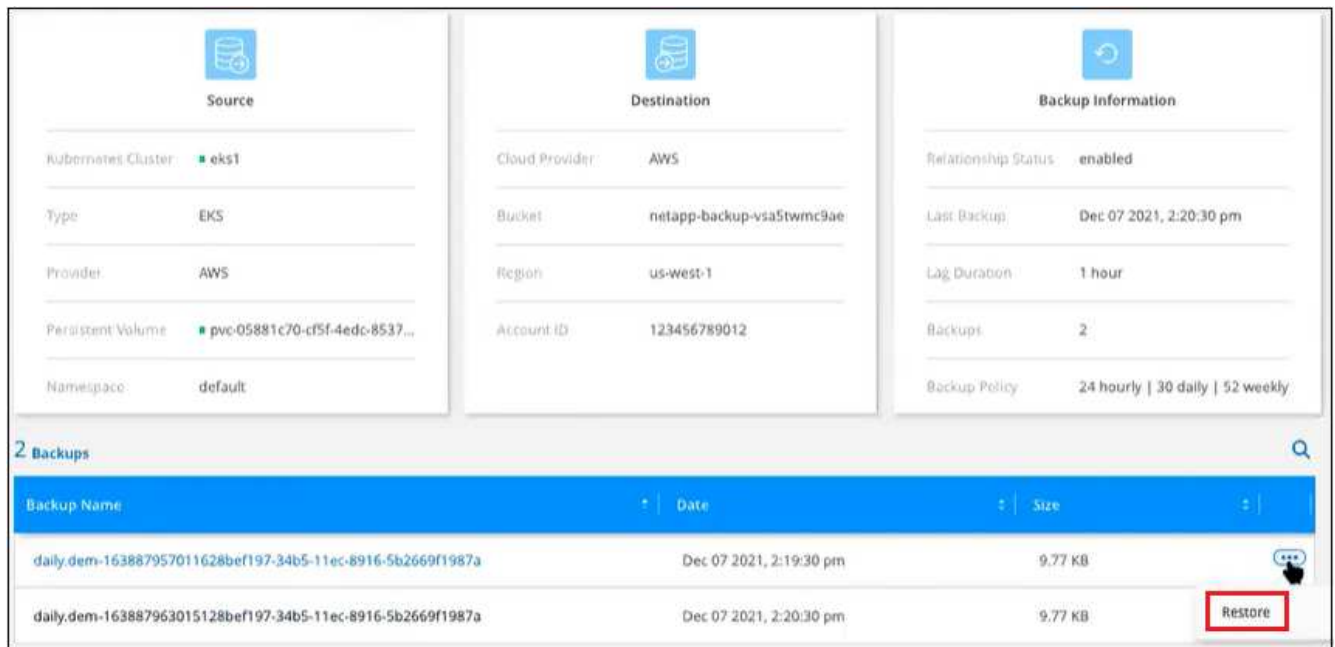 Source
Kubernetes Cluster eks1
Type EKS
Provider AWS
Persistent Volume pvc-05881c70-cf5f-4edc-8537...
Namespace default
Destination
Cloud Provider AWS
Bucket netapp-backup-vsa5twmc9ae
Region us-west-1
Account ID 123456789012
Backup Information
Relationship Status enabled
Last Backup Dec 07 2021, 2:20:30 pm
Lag Duration 1 hour
Backups 2
Backup Policy 24 hourly | 30 daily | 52 weekly
2 Backups
Backup Name Date Size
daily.dem-163887957011628bef197-34b5-11ec-8916-5b2669f1987a Dec 07 2021, 2:19:30 pm 9.77 KB
daily.dem-163887963015128bef197-34b5-11ec-8916-5b2669f1987a Dec 07 2021, 2:20:30 pm 9.77 KB
Restore